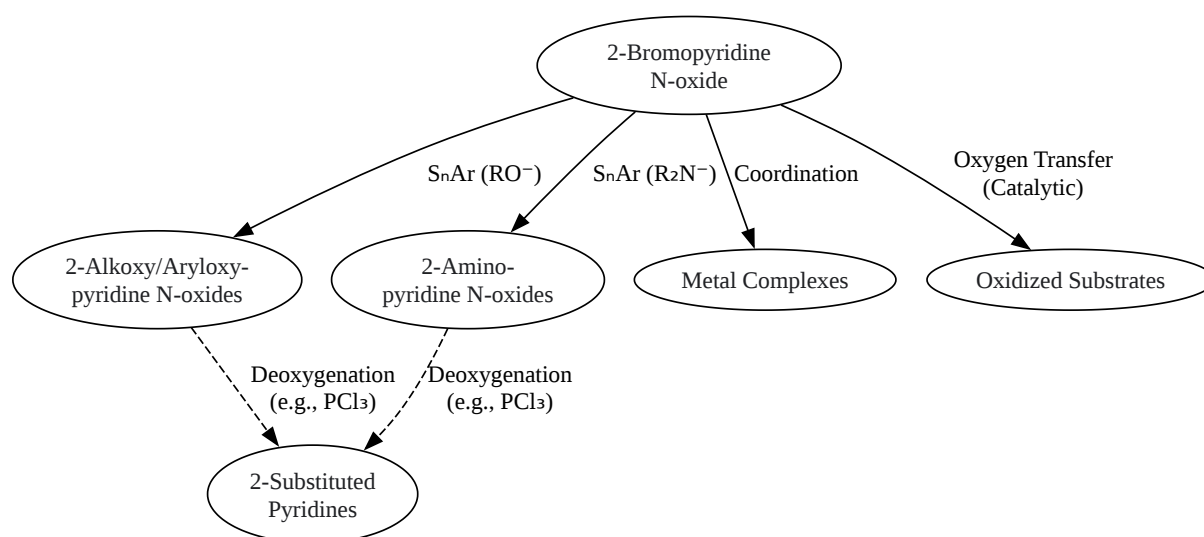 2-Bromopyridine
N-oxide
SₙAr (RO⁻)
SₙAr (R₂N⁻)
Coordination
Oxygen Transfer
(Catalytic)
2-Alkoxy/Aryloxy-
pyridine N-oxides
2-Amino-
pyridine N-oxides
Metal Complexes
Oxidized Substrates
Deoxygenation
(e.g., PCl₃)
Deoxygenation
(e.g., PCl₃)
2-Substituted
Pyridines